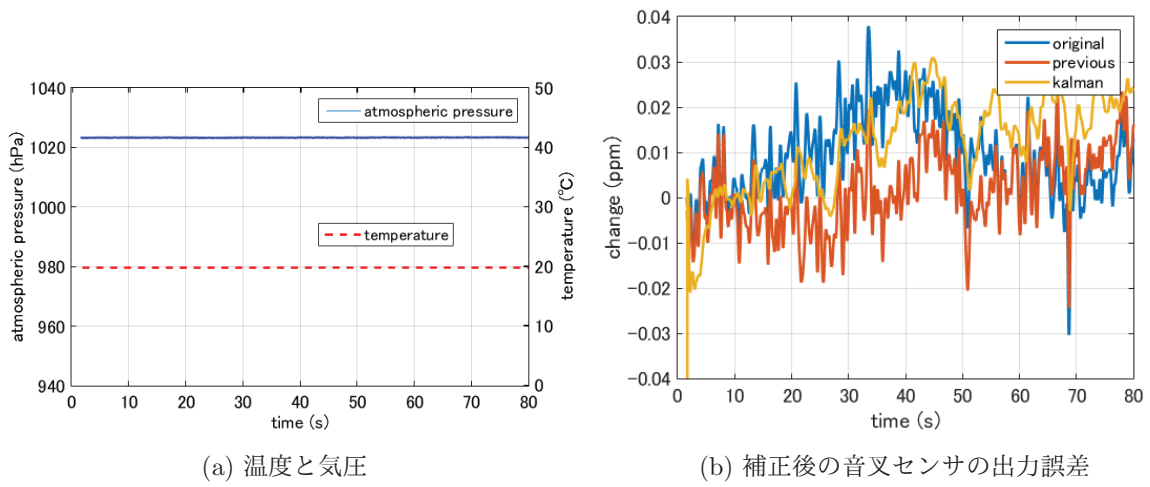 1040
1020
1000
980
960
940
atmospheric pressure (hPa)
atmospheric pressure
temperature
50
40
30
20
10
0
temperature (℃)
0 10 20 30 40 50 60 70 80
time (s)
(a) 温度と気圧
0.04
0.03
0.02
0.01
0
−0.01
−0.02
−0.03
−0.04
change (ppm)
original
previous
kalman
0 10 20 30 40 50 60 70 80
time (s)
(b) 補正後の音叉センサの出力誤差